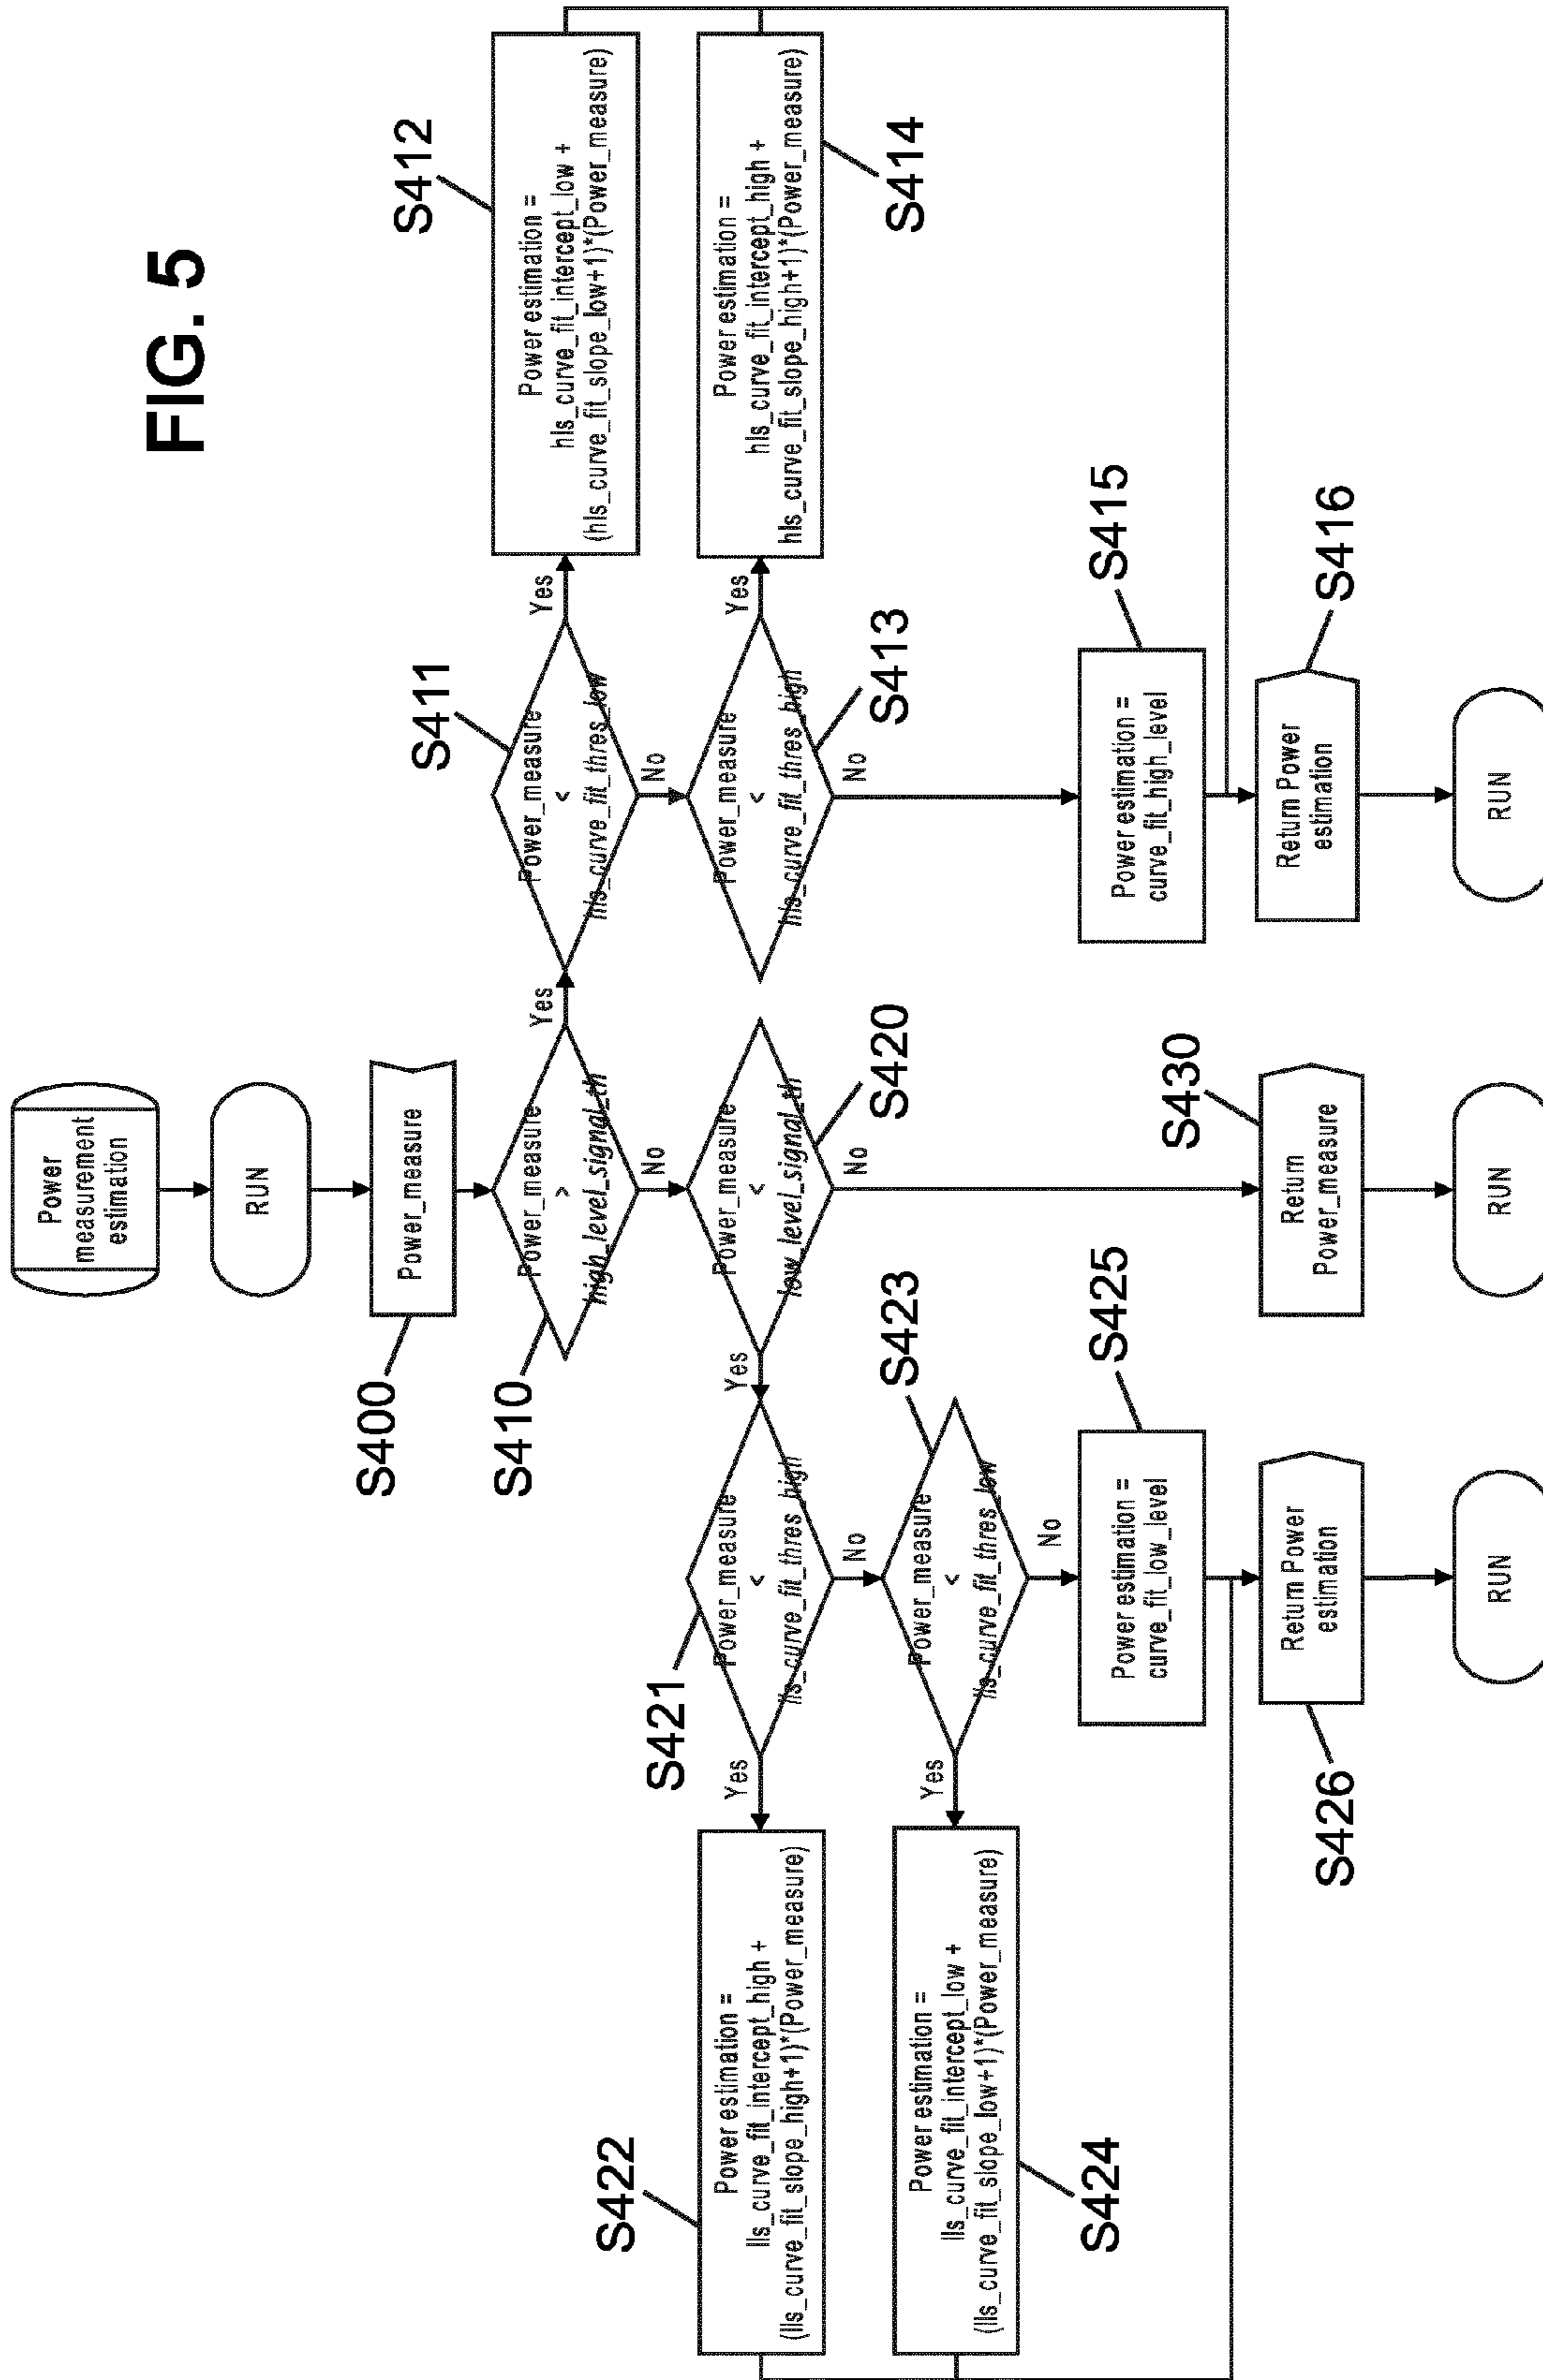 FIG. 5
Power
measurement
estimation
RUN
S400
Power_measure
S410
Power_measure
>
high_level_signal_th
Yes
No
S411
Power_measure
<
hls_curve_fit_thres_low
Yes
No
S412
Power estimation =
hls_curve_fit_intercept_low +
(hls_curve_fit_slope_low+1)*(Power_measure)
S413
Power_measure
<
hls_curve_fit_thres_high
Yes
No
S414
Power estimation =
hls_curve_fit_intercept_high +
hls_curve_fit_slope_high+1)*(Power_measure)
S415
Power estimation =
curve_fit_high_level
S416
Return Power
estimation
RUN
S420
Power_measure
<
low_level_signal_th
Yes
No
S430
Return
Power_measure
RUN
S421
Power_measure
<
lls_curve_fit_thres_high
Yes
No
S422
Power estimation =
lls_curve_fit_intercept_high +
(lls_curve_fit_slope_high+1)*(Power_measure)
S423
Power_measure
<
lls_curve_fit_thres_low
Yes
No
S424
Power estimation =
lls_curve_fit_intercept_low +
(lls_curve_fit_slope_low+1)*(Power_measure)
S425
Power estimation =
curve_fit_low_level
S426
Return Power
estimation
RUN